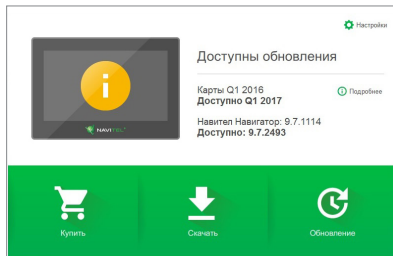 Настройки
Доступны обновления
Карты Q1 2016
Доступно Q1 2017
Подробнее
Навител Навигатор: 9.7.1114
Доступно: 9.7.2493
NAVITEL
Купить
Скачать
Обновление